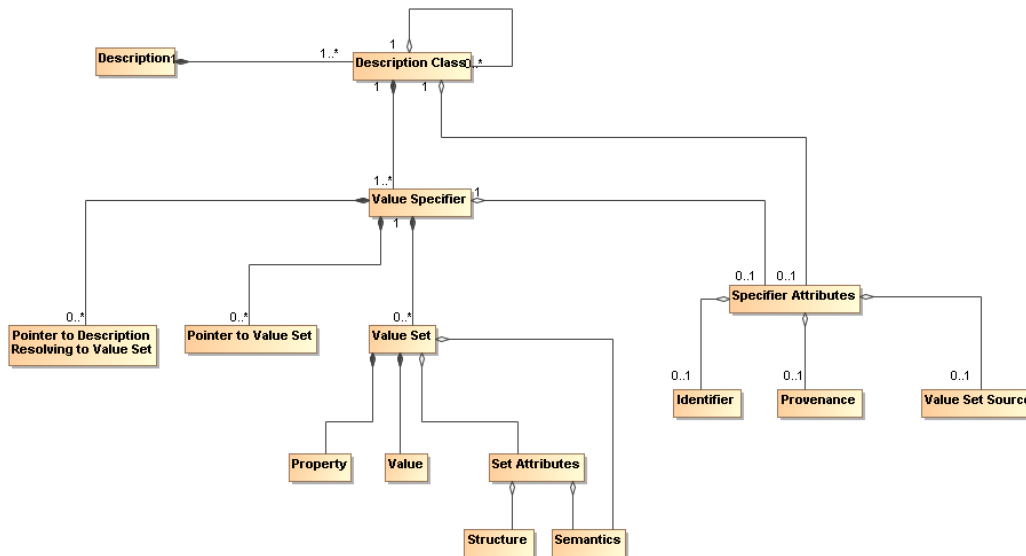 1
0..*
Description
1
1..*
Description Class
1
1
1..*
Value Specifier
1
1
0..1
0..1
Specifier Attributes
0..*
Pointer to Description
Resolving to Value Set
0..*
Pointer to Value Set
0..*
Value Set
0..1
Identifier
0..1
Provenance
0..1
Value Set Source
Property
Value
Set Attributes
Structure
Semantics